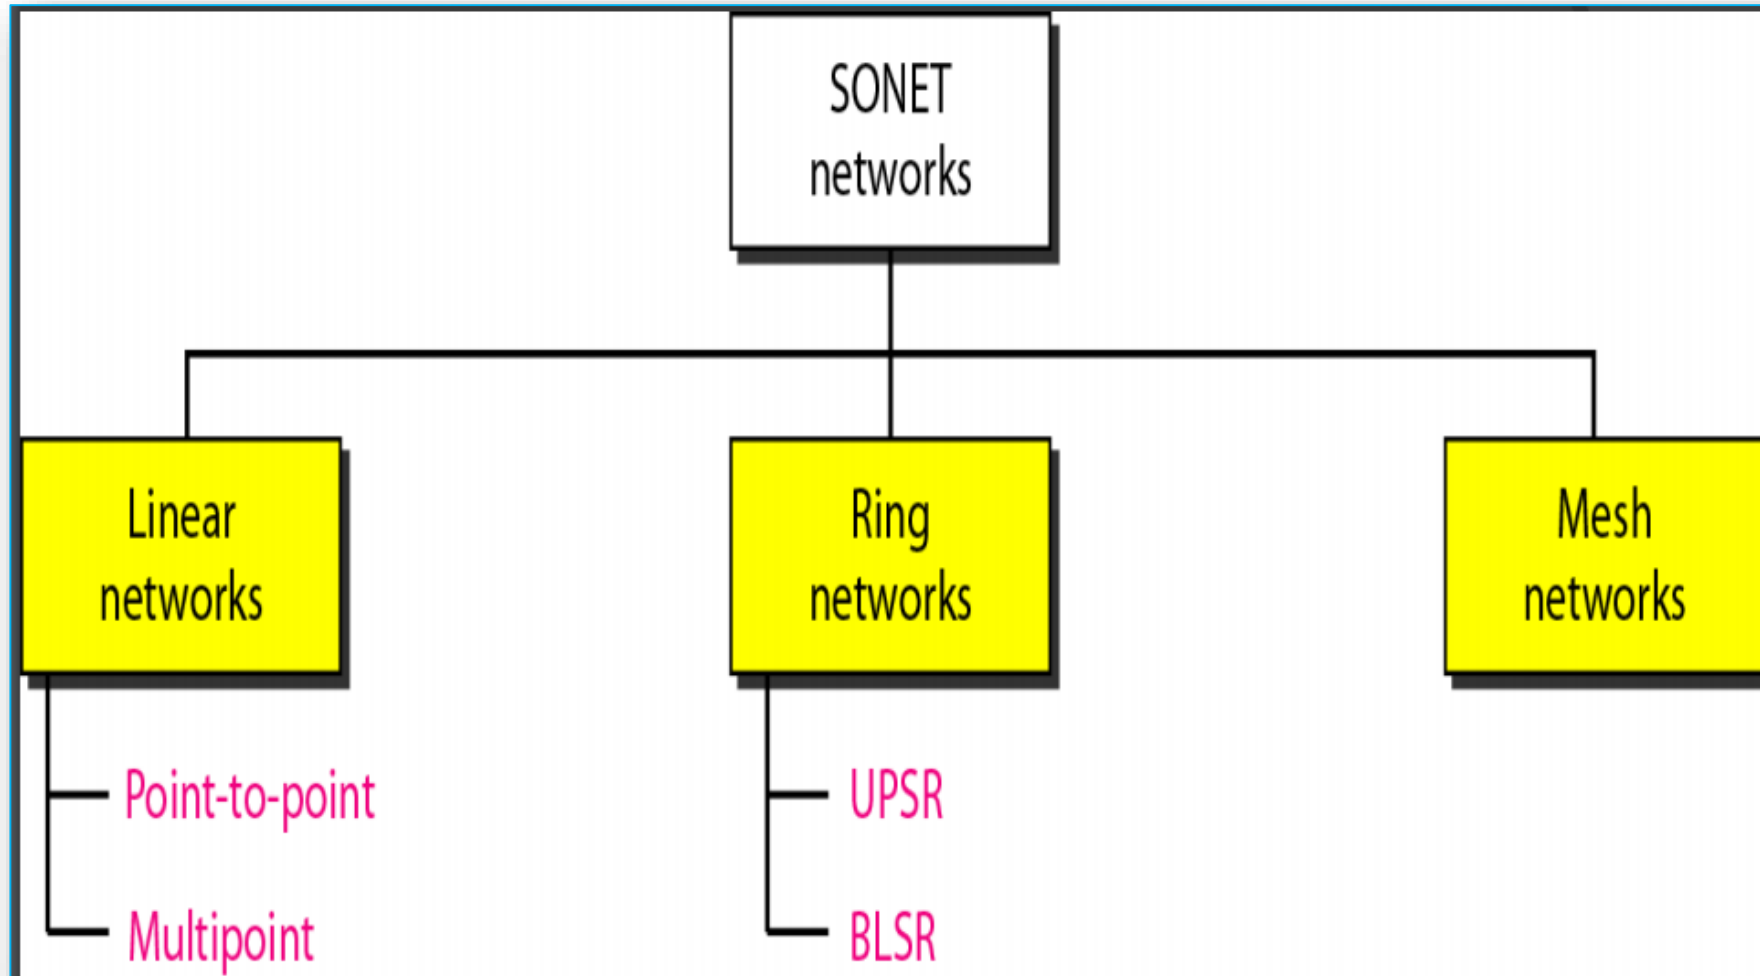 SONET
networks
Linear
networks
Ring
networks
Mesh
networks
Point-to-point
Multipoint
UPSR
BLSR